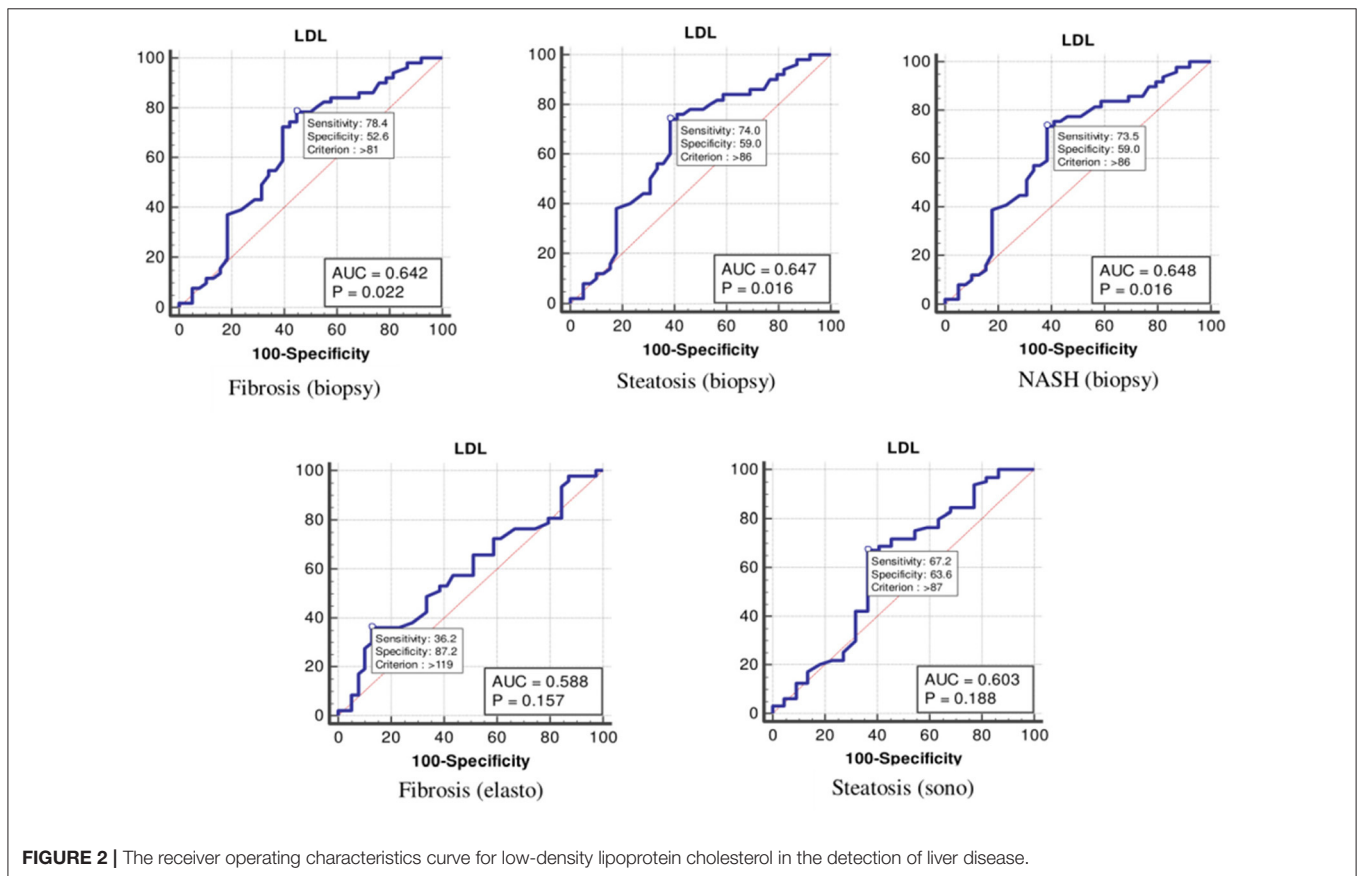 LDL
100
80
60
40
20
0
Sensitivity: 78.4
Specificity: 52.6
Criterion : >81
AUC = 0.642
P = 0.022
0 20 40 60 80 100
100-Specificity
Fibrosis (biopsy)
LDL
100
80
60
40
20
0
Sensitivity: 74.0
Specificity: 59.0
Criterion : >86
AUC = 0.647
P = 0.016
0 20 40 60 80 100
100-Specificity
Steatosis (biopsy)
LDL
100
80
60
40
20
0
Sensitivity: 73.5
Specificity: 59.0
Criterion : >86
AUC = 0.648
P = 0.016
0 20 40 60 80 100
100-Specificity
NASH (biopsy)
LDL
100
80
60
40
20
0
Sensitivity: 36.2
Specificity: 87.2
Criterion : >119
AUC = 0.588
P = 0.157
0 20 40 60 80 100
100-Specificity
Fibrosis (elasto)
LDL
100
80
60
40
20
0
Sensitivity: 67.2
Specificity: 63.6
Criterion : >87
AUC = 0.603
P = 0.188
0 20 40 60 80 100
100-Specificity
Steatosis (sono)
FIGURE 2 | The receiver operating characteristics curve for low-density lipoprotein cholesterol in the detection of liver disease.